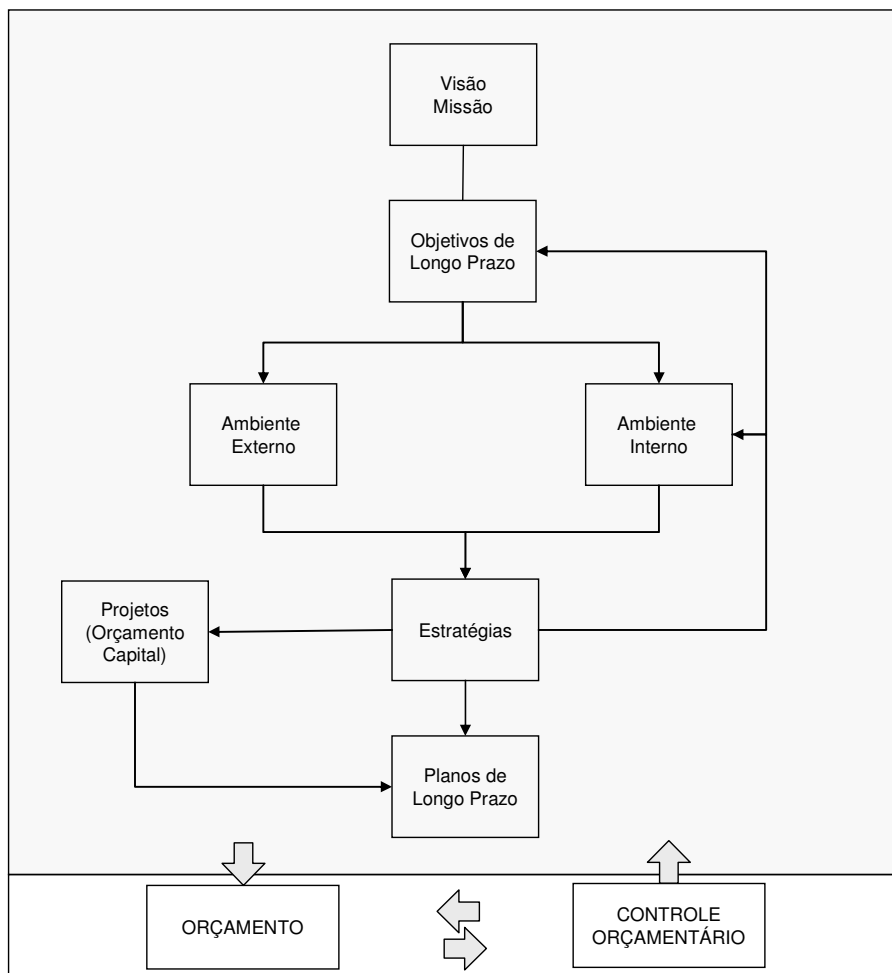 Visão
Missão
Objetivos de
Longo Prazo
Ambiente
Externo
Ambiente
Interno
Projetos
(Orçamento
Capital)
Estratégias
Planos de
Longo Prazo
ORÇAMENTO
CONTROLE
ORÇAMENTÁRIO